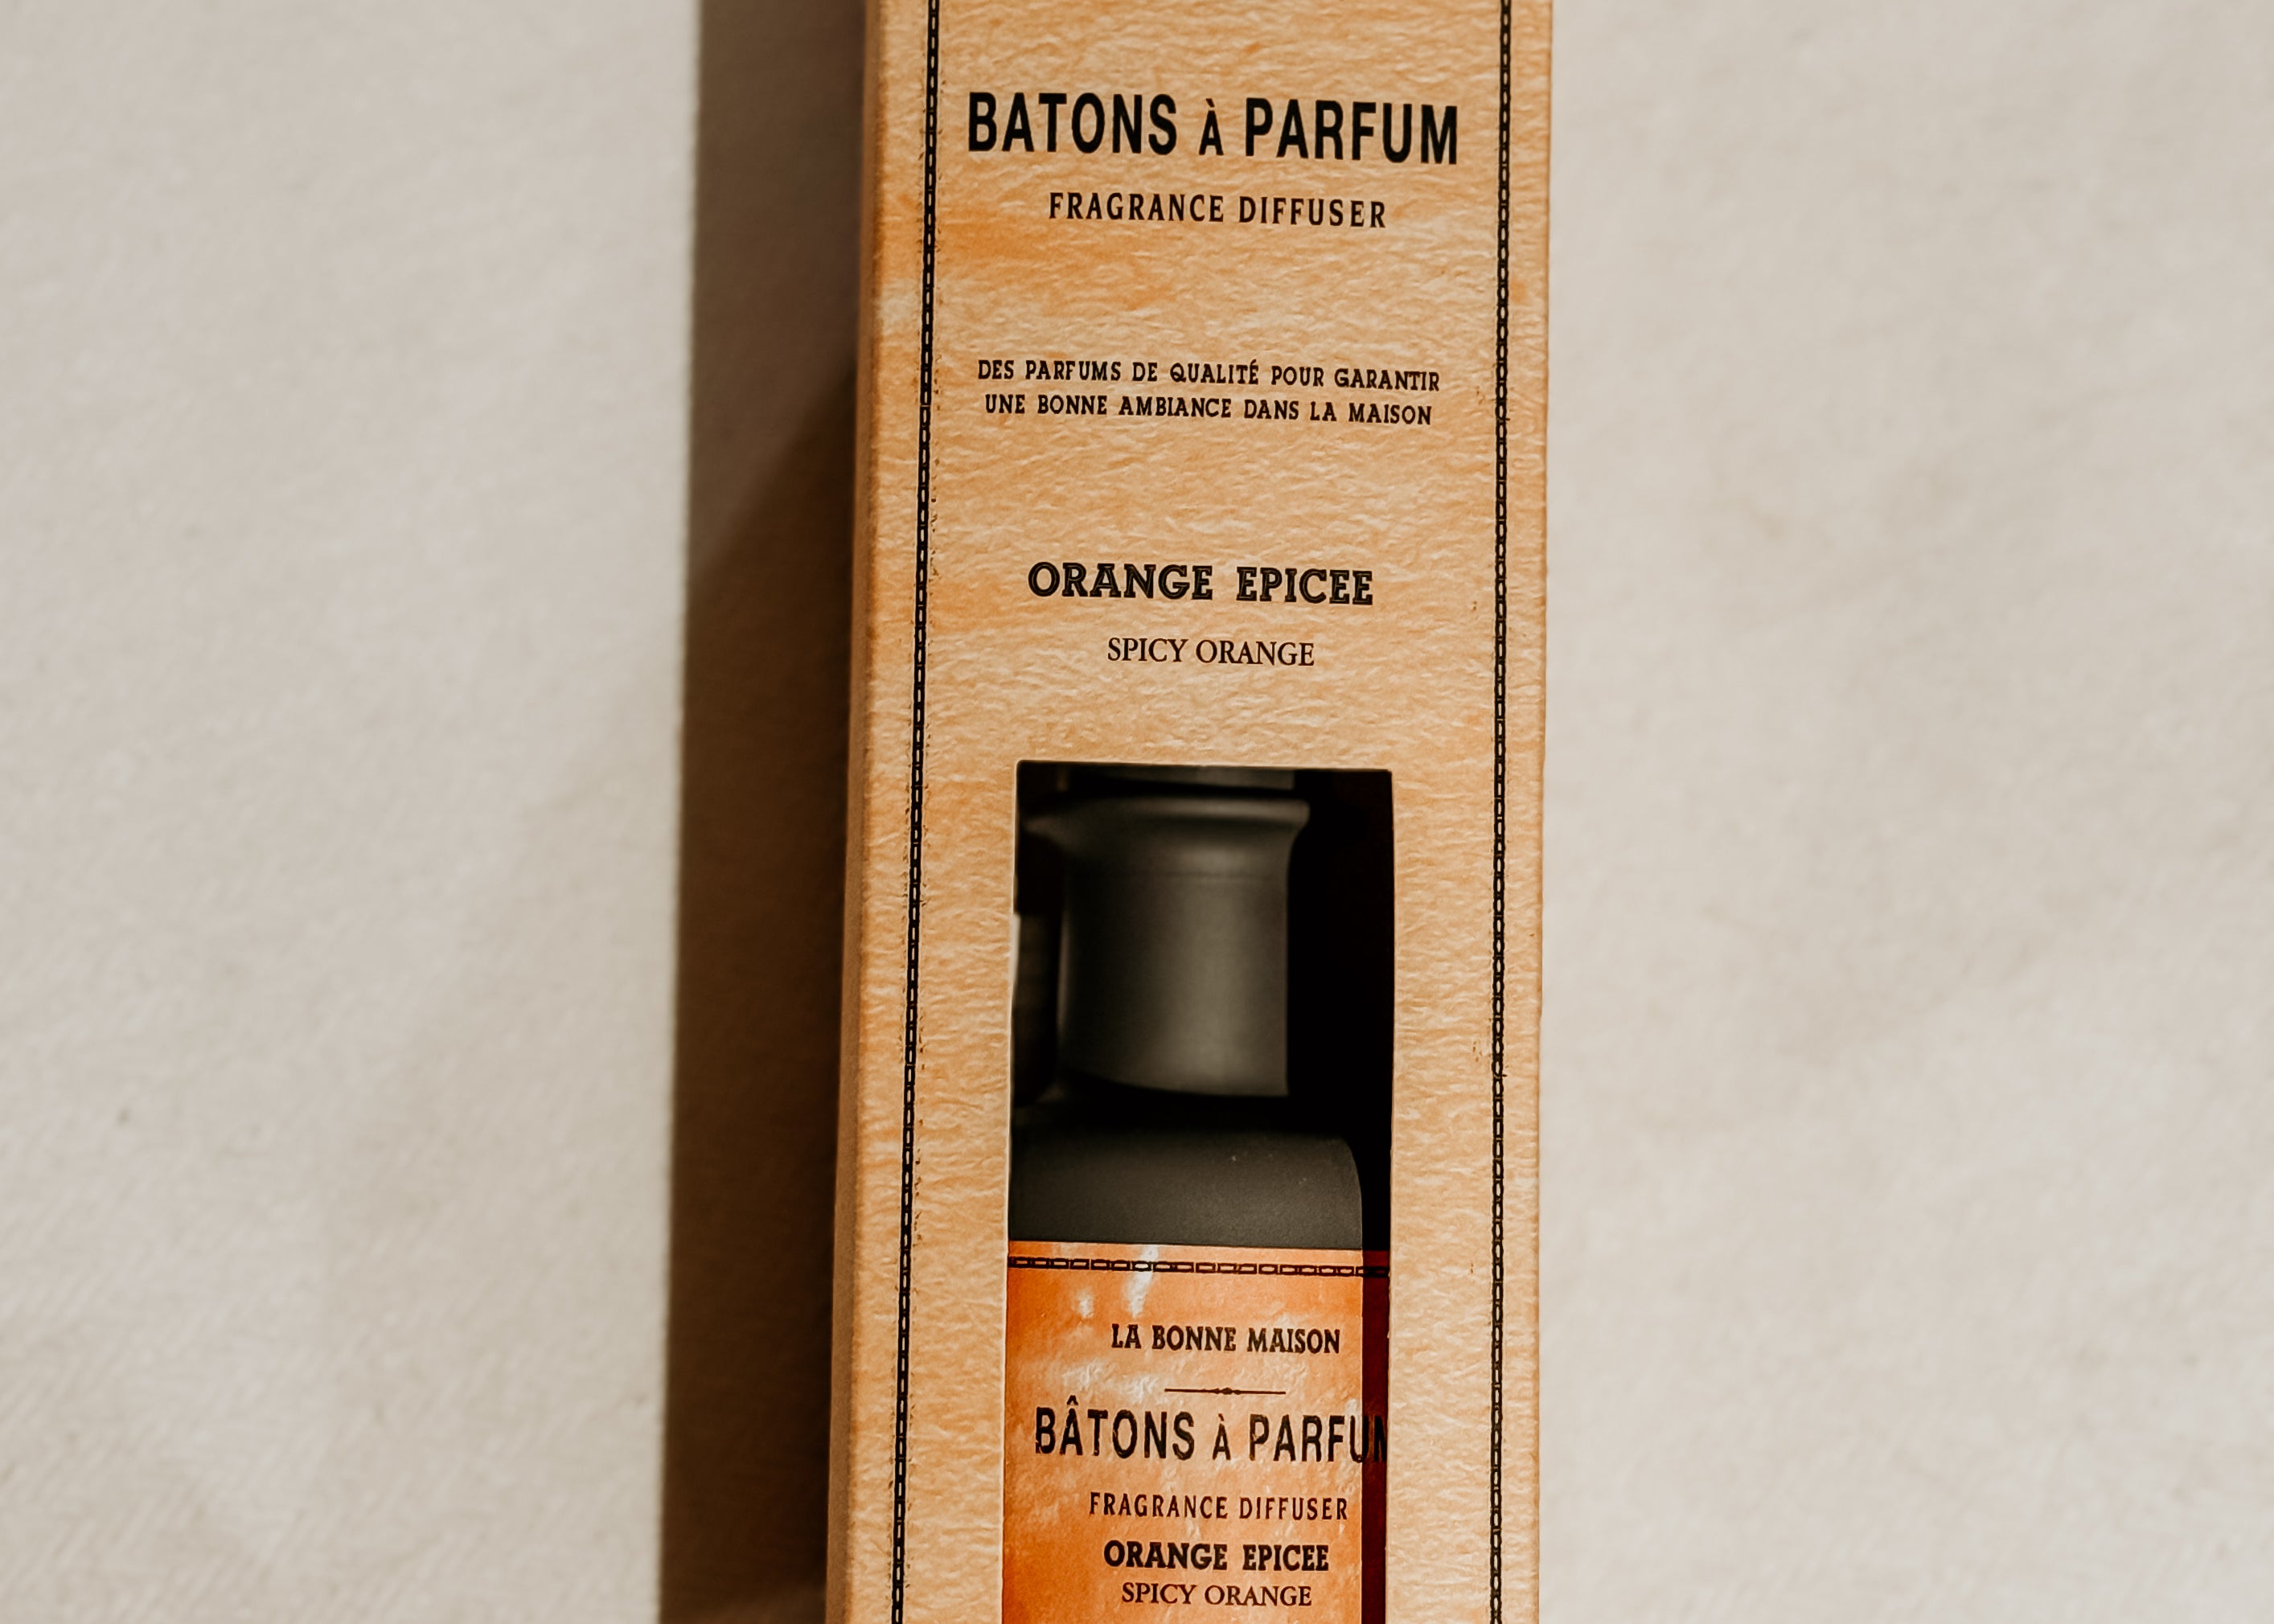 BATONS À PARFUM
FRAGRANCE DIFFUSER
DES PARFUMS DE QUALITÉ POUR GARANTIR
UNE BONNE AMBIANCE DANS LA MAISON
ORANGE EPICEE
SPICY ORANGE
LA BONNE MAISON
BÂTONS À PARFUM
FRAGRANCE DIFFUSER
ORANGE EPICEE
SPICY ORANGE